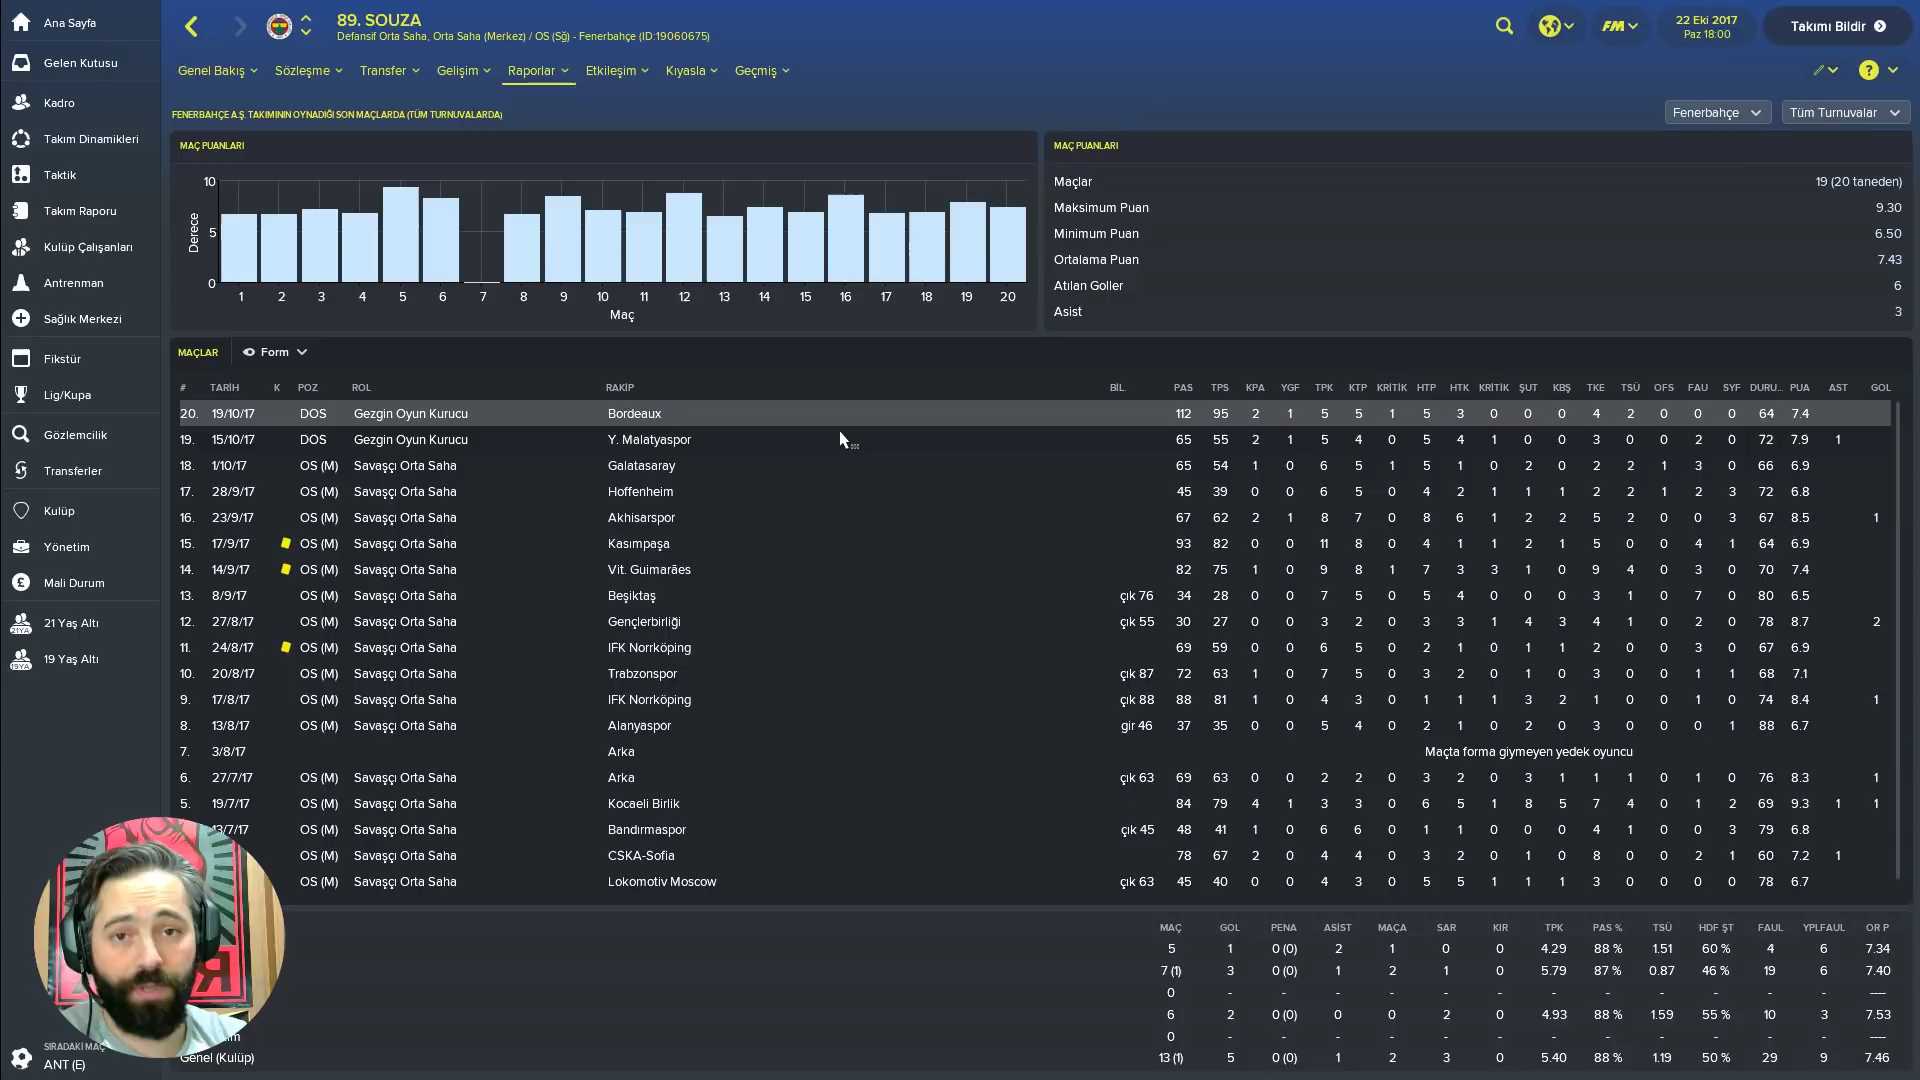 Ana Sayfa
Gelen Kutusu
Kadro
Takım Dinamikleri
Taktik
Takım Raporu
Kulüp Çalışanları
Antrenman
Sağlık Merkezi
Fikstür
Lig/Kupa
Gözlemcilik
Transferler
Kulüp
Yönetim
Mali Durum
21 Yaş Altı
19 Yaş Altı
SIRADAKİ MAÇ
ANT (E)
89. SOUZA
Defansif Orta Saha, Orta Saha (Merkez) / OS (Sğ) - Fenerbahçe (ID:19060675)
FM
22 Eki 2017
Paz 18:00
Takımı Bildir
Genel Bakış Sözleşme Transfer Gelişim Raporlar Etkileşim Kıyasla Geçmiş
FENERBAHÇE A.Ş. TAKIMININ OYNADIĞI SON MAÇLARDA (TÜM TURNUVALARDA)
Fenerbahçe Tüm Turnuvalar
MAÇ PUANLARI
10
5
0
Derece
1 2 3 4 5 6 7 8 9 10 11 12 13 14 15 16 17 18 19 20
Maç
MAÇ PUANLARI
Maçlar 19 (20 taneden)
Maksimum Puan 9.30
Minimum Puan 6.50
Ortalama Puan 7.43
Atılan Goller 6
Asist 3
MAÇLAR Form
# TARİH K POZ ROL RAKİP BİL. PAS TPS KPA YGF TPK KTP KRİTİK HTP HTK KRİTİK ŞUT KBŞ TKE TSÜ OFS FAU SYF DURU... PUA AST GOL
20. 19/10/17 DOS Gezgin Oyun Kurucu Bordeaux 112 95 2 1 5 5 1 5 3 0 0 0 4 2 0 0 0 64 7.4
19. 15/10/17 DOS Gezgin Oyun Kurucu Y. Malatyaspor 65 55 2 1 5 4 0 5 4 1 0 0 3 0 0 2 0 72 7.9 1
18. 1/10/17 OS (M) Savaşçı Orta Saha Galatasaray 65 54 1 0 6 5 1 5 1 0 2 0 2 2 1 3 0 66 6.9
17. 28/9/17 OS (M) Savaşçı Orta Saha Hoffenheim 45 39 0 0 6 5 0 4 2 1 1 1 2 2 1 2 3 72 6.8
16. 23/9/17 OS (M) Savaşçı Orta Saha Akhisarspor 67 62 2 1 8 7 0 8 6 1 2 2 5 2 0 0 3 67 8.5 1
15. 17/9/17 OS (M) Savaşçı Orta Saha Kasımpaşa 93 82 0 0 11 8 0 4 1 1 2 1 5 0 0 4 1 64 6.9
14. 14/9/17 OS (M) Savaşçı Orta Saha Vit. Guimarães 82 75 1 0 9 8 1 7 3 3 1 0 9 4 0 3 0 70 7.4
13. 8/9/17 OS (M) Savaşçı Orta Saha Beşiktaş çık 76 34 28 0 0 7 5 0 5 4 0 0 0 3 1 0 7 0 80 6.5
12. 27/8/17 OS (M) Savaşçı Orta Saha Gençlerbirliği çık 55 30 27 0 0 3 2 0 3 3 1 4 3 4 1 0 2 0 78 8.7 2
11. 24/8/17 OS (M) Savaşçı Orta Saha IFK Norrköping 69 59 0 0 6 5 0 2 1 0 1 1 2 0 0 3 0 67 6.9
10. 20/8/17 OS (M) Savaşçı Orta Saha Trabzonspor çık 87 72 63 1 0 7 5 0 3 2 0 1 0 3 0 0 1 1 68 7.1
9. 17/8/17 OS (M) Savaşçı Orta Saha IFK Norrköping çık 88 88 81 1 0 4 3 0 1 1 1 3 2 1 0 0 1 0 74 8.4 1
8. 13/8/17 OS (M) Savaşçı Orta Saha Alanyaspor gir 46 37 35 0 0 5 4 0 2 1 0 2 0 3 0 0 0 1 88 6.7
7. 3/8/17 Arka Maçta forma giymeyen yedek oyuncu
6. 27/7/17 OS (M) Savaşçı Orta Saha Arka çık 63 69 63 0 0 2 2 0 3 2 0 3 1 1 1 0 1 0 76 8.3 1
5. 19/7/17 OS (M) Savaşçı Orta Saha Kocaeli Birlik 84 79 4 1 3 3 0 6 5 1 8 5 7 4 0 1 2 69 9.3 1 1
13/7/17 OS (M) Savaşçı Orta Saha Bandırmaspor çık 45 48 41 1 0 6 6 0 1 1 0 0 0 4 1 0 0 3 79 6.8
OS (M) Savaşçı Orta Saha CSKA-Sofia 78 67 2 0 4 4 0 3 2 0 1 0 8 0 0 2 1 60 7.2 1
OS (M) Savaşçı Orta Saha Lokomotiv Moscow çık 63 45 40 0 0 4 3 0 5 5 1 1 1 3 0 0 0 0 78 6.7
MAÇ GOL PENA ASİST MAÇA SAR KIR TPK PAS % TSÜ HDF ŞT FAUL YPLFAUL OR P
5 1 0 (0) 2 1 0 0 4.29 88 % 1.51 60 % 4 6 7.34
7 (1) 3 0 (0) 1 2 1 0 5.79 87 % 0.87 46 % 19 6 7.40
0 - - - - - - - - - - - - ----
6 2 0 (0) 0 0 2 0 4.93 88 % 1.59 55 % 10 3 7.53
0 - - - - - - - - - - - - ----
Genel (Kulüp) 13 (1) 5 0 (0) 1 2 3 0 5.40 88 % 1.19 50 % 29 9 7.46